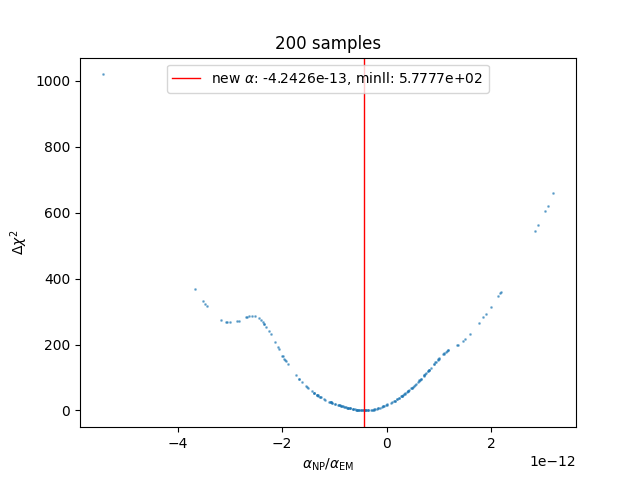 200 samples
new α: -4.2426e-13, minll: 5.7777e+02
1000
800
600
400
200
0
Δχ²
−4
−2
0
2
1e−12
α_NP/α_EM